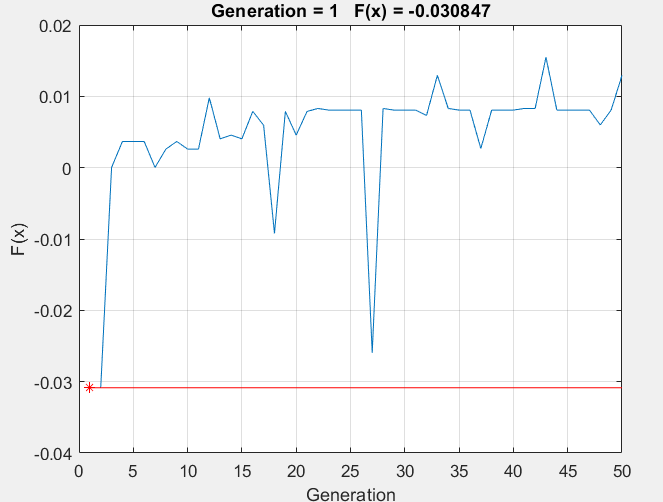 Generation = 1 F(x) = -0.030847
0.02
0.01
0
-0.01
-0.02
-0.03
-0.04
F(x)
0 5 10 15 20 25 30 35 40 45 50
Generation